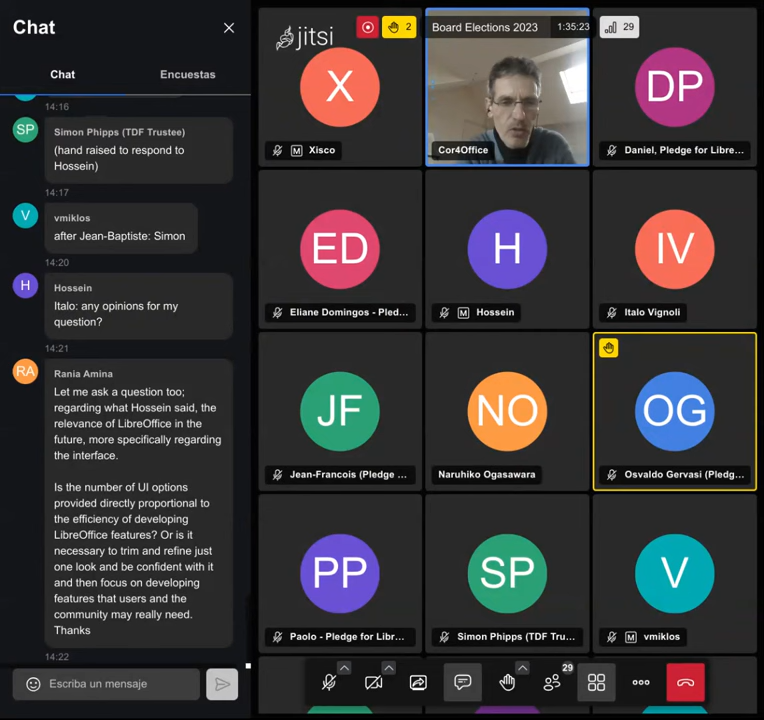 Chat
Chat
Encuestas
14:16
SP
Simon Phipps (TDF Trustee)
(hand raised to respond to
Hossein)
14:17
V
vmiklos
after Jean-Baptiste: Simon
14:20
H
Hossein
Italo: any opinions for my
question?
14:21
RA
Rania Amina
Let me ask a question too;
regarding what Hossein said, the
relevance of LibreOffice in the
future, more specifically regarding
the interface.
Is the number of UI options
provided directly proportional to
the efficiency of developing
LibreOffice features? Or is it
necessary to trim and refine just
one look and be confident with it
and then focus on developing
features that users and the
community may really need.
Thanks
14:22
Escriba un mensaje
jitsi
2
Board Elections 2023
1:35:23
29
X
M
Xisco
Cor4Office
DP
Daniel, Pledge for Libre...
ED
Eliane Domingos - Pled...
H
M
Hossein
IV
Italo Vignoli
JF
Jean-Francois (Pledge ...
NO
Naruhiko Ogasawara
OG
Osvaldo Gervasi (Pledg...
PP
Paolo - Pledge for Libr...
SP
Simon Phipps (TDF Tru...
V
M
vmiklos
29